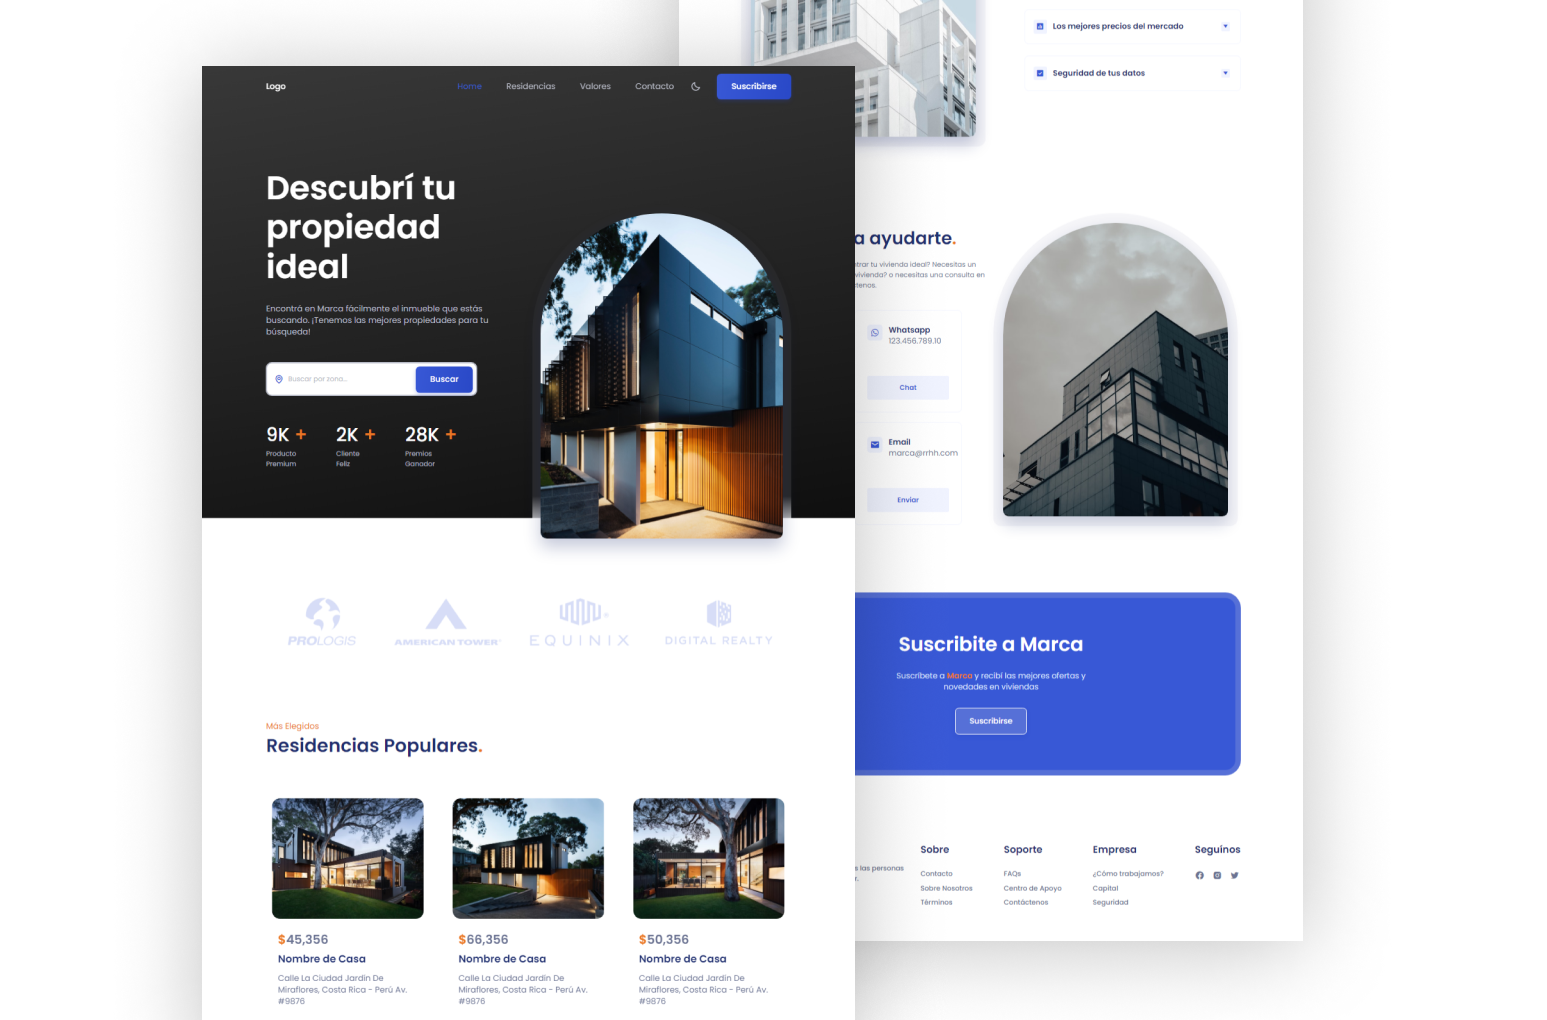 Logo
Home
Residencias
Valores
Contacto
Suscribirse
Descubrí tu
propiedad
ideal
Encontrá en Marca fácilmente el inmueble que estás
buscando. ¡Tenemos las mejores propiedades para tu
búsqueda!
Buscar por zona...
Buscar
9K +
Producto
Premium
2K +
Cliente
Feliz
28K +
Premios
Ganador
PROLOGIS
AMERICAN TOWER®
EQUINIX
DIGITAL REALTY
Más Elegidos
Residencias Populares.
$45,356
Nombre de Casa
Calle La Ciudad Jardín De
Miraflores, Costa Rica - Perú Av.
#9876
$66,356
Nombre de Casa
Calle La Ciudad Jardín De
Miraflores, Costa Rica - Perú Av.
#9876
$50,356
Nombre de Casa
Calle La Ciudad Jardín De
Miraflores, Costa Rica - Perú Av.
#9876
Los mejores precios del mercado
Seguridad de tus datos
a ayudarte.
trar tu vivienda ideal? Necesitas un
vivienda? o necesitas una consulta en
tenos.
Whatsapp
123.456.789.10
Chat
Email
marca@rrhh.com
Enviar
Suscribite a Marca
Suscríbete a Marca y recibí las mejores ofertas y
novedades en viviendas
Suscribirse
s las personas
r.
Sobre
Contacto
Sobre Nosotros
Términos
Soporte
FAQs
Centro de Apoyo
Contáctenos
Empresa
¿Cómo trabajamos?
Capital
Seguridad
Seguinos